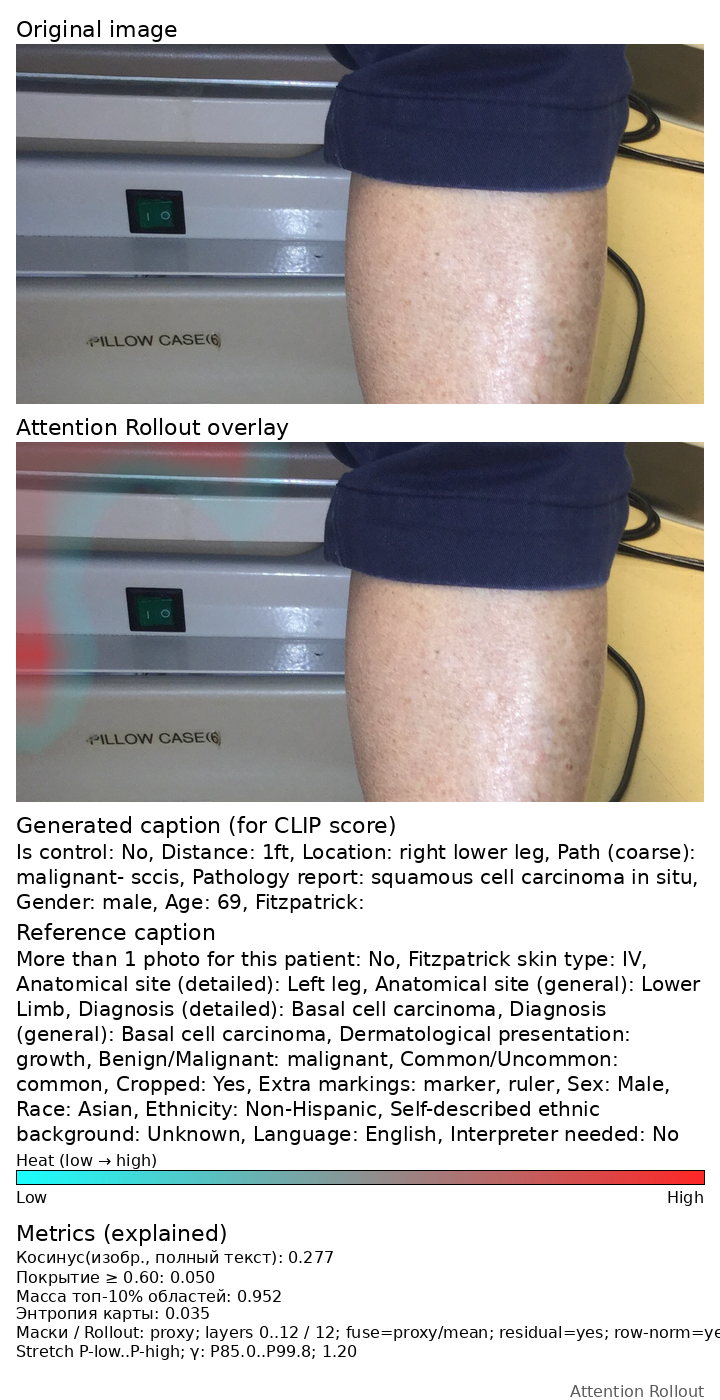 Original image
PILLOW CASE(6)
Attention Rollout overlay
PILLOW CASE(6)
Generated caption (for CLIP score)
Is control: No, Distance: 1ft, Location: right lower leg, Path (coarse):
malignant- sccis, Pathology report: squamous cell carcinoma in situ,
Gender: male, Age: 69, Fitzpatrick:
Reference caption
More than 1 photo for this patient: No, Fitzpatrick skin type: IV,
Anatomical site (detailed): Left leg, Anatomical site (general): Lower
Limb, Diagnosis (detailed): Basal cell carcinoma, Diagnosis
(general): Basal cell carcinoma, Dermatological presentation:
growth, Benign/Malignant: malignant, Common/Uncommon:
common, Cropped: Yes, Extra markings: marker, ruler, Sex: Male,
Race: Asian, Ethnicity: Non-Hispanic, Self-described ethnic
background: Unknown, Language: English, Interpreter needed: No
Heat (low → high)
Low High
Metrics (explained)
Косинус(изобр., полный текст): 0.277
Покрытие ≥ 0.60: 0.050
Масса топ-10% областей: 0.952
Энтропия карты: 0.035
Маски / Rollout: proxy; layers 0..12 / 12; fuse=proxy/mean; residual=yes; row-norm=ye
Stretch P-low..P-high; γ: P85.0..P99.8; 1.20
Attention Rollout